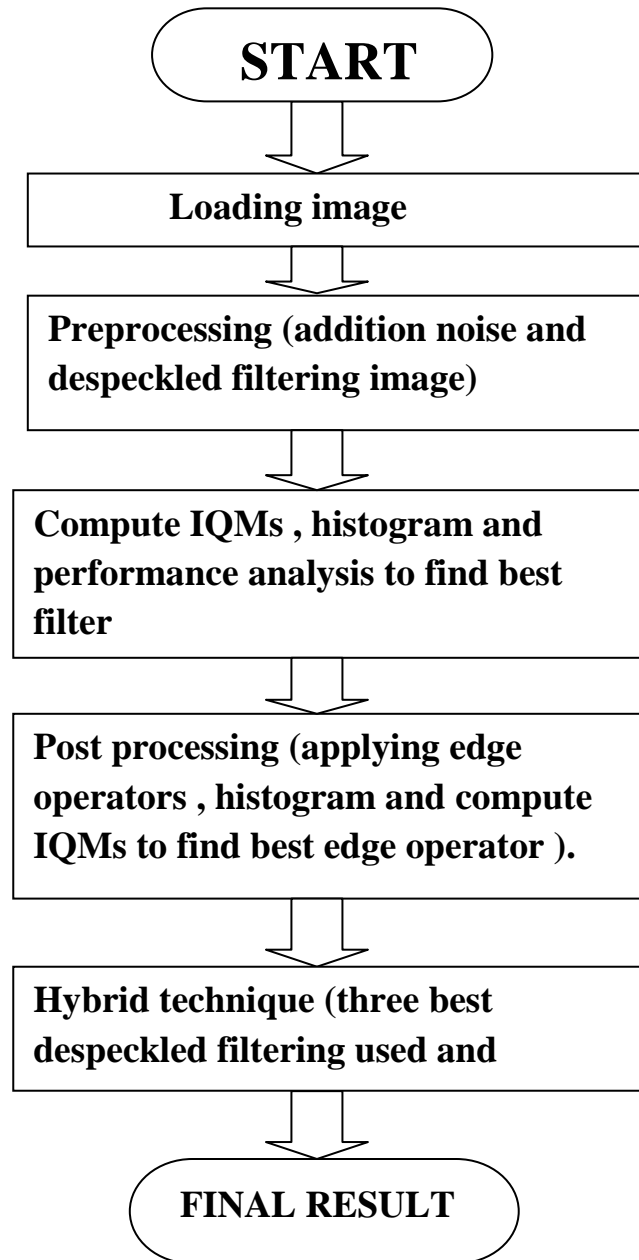 START
Loading image
Preprocessing (addition noise and
despeckled filtering image)
Compute IQMs , histogram and
performance analysis to find best
filter
Post processing (applying edge
operators , histogram and compute
IQMs to find best edge operator ).
Hybrid technique (three best
despeckled filtering used and
FINAL RESULT